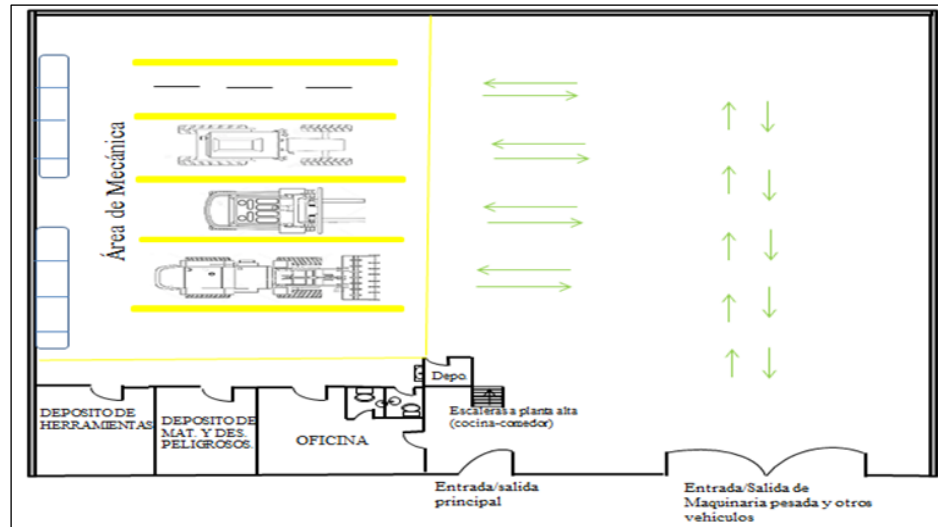 Área de Mecánica
Depo.
DEPOSITO DE
HERRAMIENTAS
DEPOSITO DE
MAT. Y DES.
PELIGROSOS.
OFICINA
Escaleras a planta alta
(cocina-comedor)
Entrada/salida
principal
Entrada/Salida de
Maquinaria pesada y otros
vehiculos